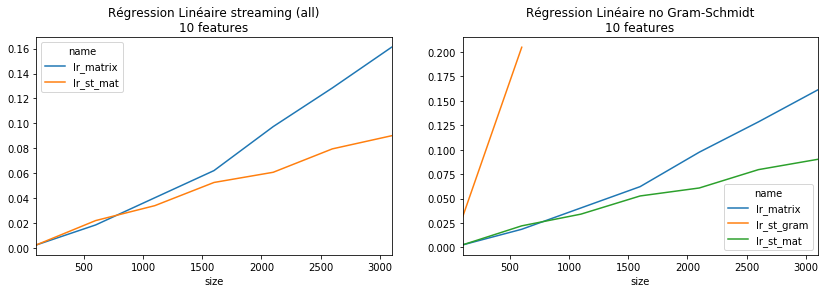 Régression Linéaire streaming (all)
10 features
name
lr_matrix
lr_st_mat
0.16
0.14
0.12
0.10
0.08
0.06
0.04
0.02
0.00
500
1000
1500
2000
2500
3000
size
Régression Linéaire no Gram-Schmidt
10 features
0.200
0.175
0.150
0.125
0.100
0.075
0.050
0.025
0.000
name
lr_matrix
lr_st_gram
lr_st_mat
500
1000
1500
2000
2500
3000
size